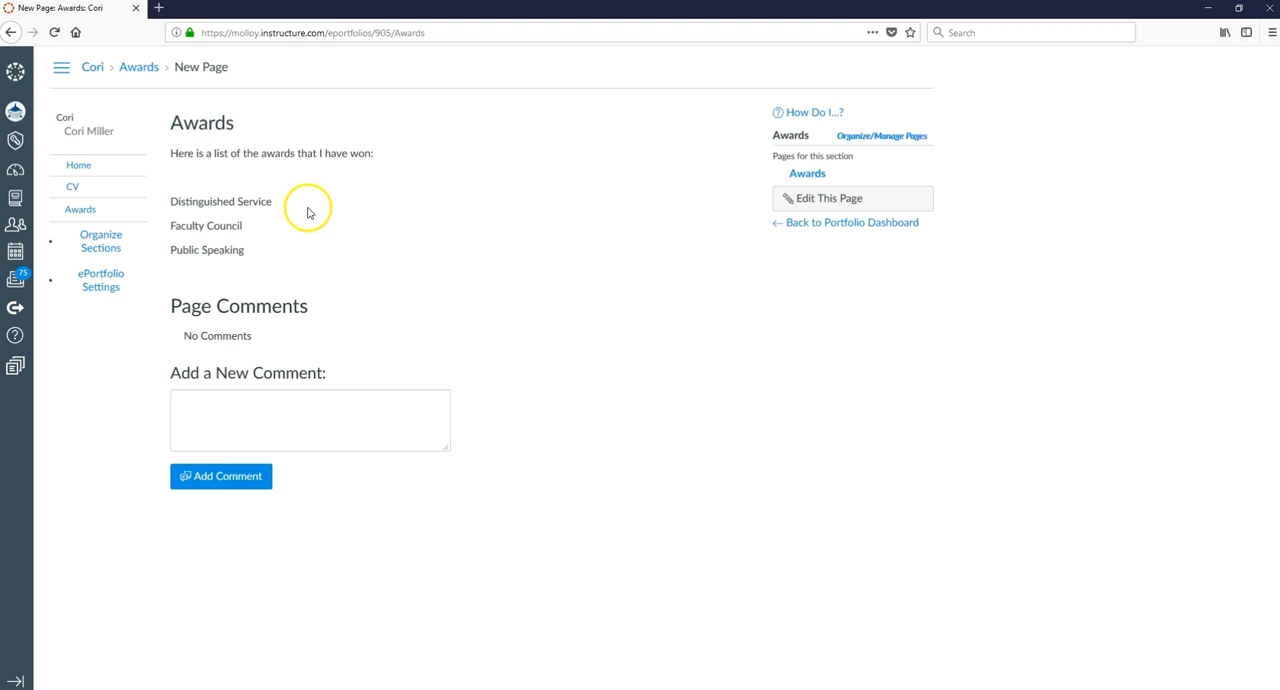 New Page: Awards: Cori
https://molloy.instructure.com/eportfolios/905/Awards
Search
Cori › Awards › New Page
Cori
Cori Miller
Home
CV
Awards
Organize
Sections
ePortfolio
Settings
75
Awards
Here is a list of the awards that I have won:
Distinguished Service
Faculty Council
Public Speaking
Page Comments
No Comments
Add a New Comment:
Add Comment
How Do I...?
Awards Organize/Manage Pages
Pages for this section
Awards
Edit This Page
← Back to Portfolio Dashboard